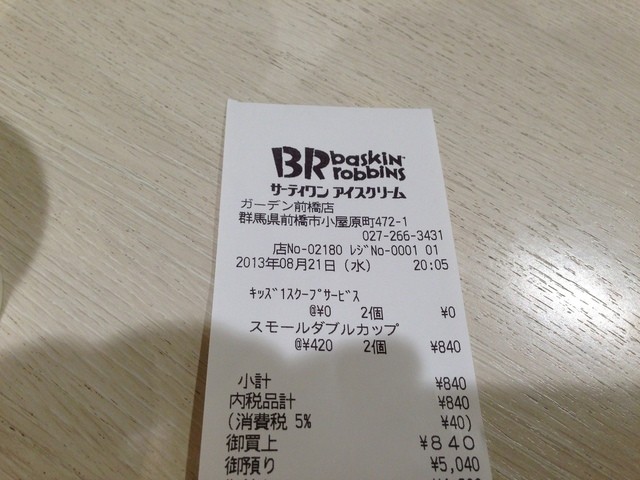 BR baskin robbins
サーティワン アイスクリーム
ガーデン前橋店
群馬県前橋市小屋原町472-1
027-266-3431
店No-02180 ﾚｼﾞNo-0001 01
2013年08月21日（水） 20:05
ｷｯｽﾞ1ｽｸｰﾌﾟｻｰﾋﾞｽ
@¥0 2個 ¥0
スモールダブルカップ
@¥420 2個 ¥840
小計 ¥840
内税品計 ¥840
(消費税 5% ¥40)
御買上 ¥840
御預り ¥5,040